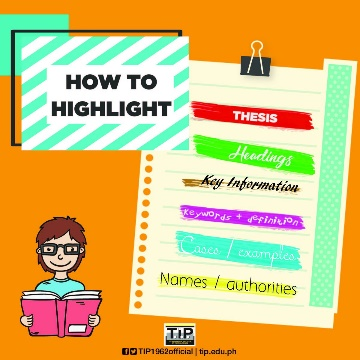 HOW TO
HIGHLIGHT
THESIS
Headings
Key Information
Keywords + definition
Cases / examples
Names / authorities
T.I.P.
TIP1962official | tip.edu.ph